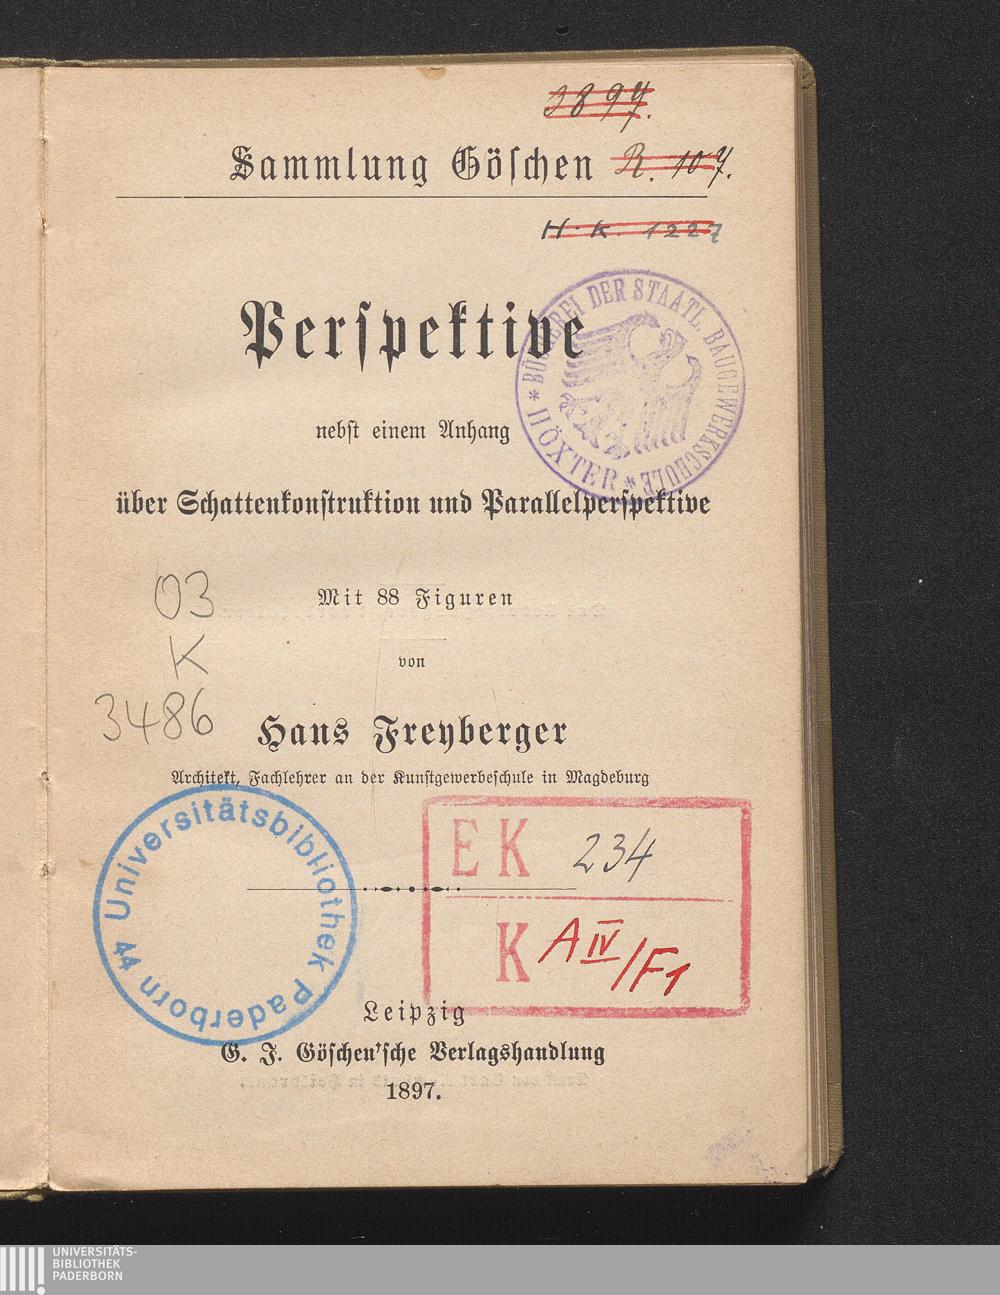 3897.
Sammlung Göschen R. 107.
H. K. 1227
BÜCHEREI DER STAATL. BAUGEWERKSCHULE * HÖXTER *
Perspektive
nebst einem Anhang
über Schattenkonstruktion und Parallelperspektive
03
K
3486
Mit 88 Figuren
von
Hans Freyberger
Architekt, Fachlehrer an der Kunstgewerbeschule in Magdeburg
Universitätsbibliothek Paderborn 44
EK 234
K A IV/F1
Leipzig
G. J. Göschen'sche Verlagshandlung
1897.
UNIVERSITÄTS-
BIBLIOTHEK
PADERBORN